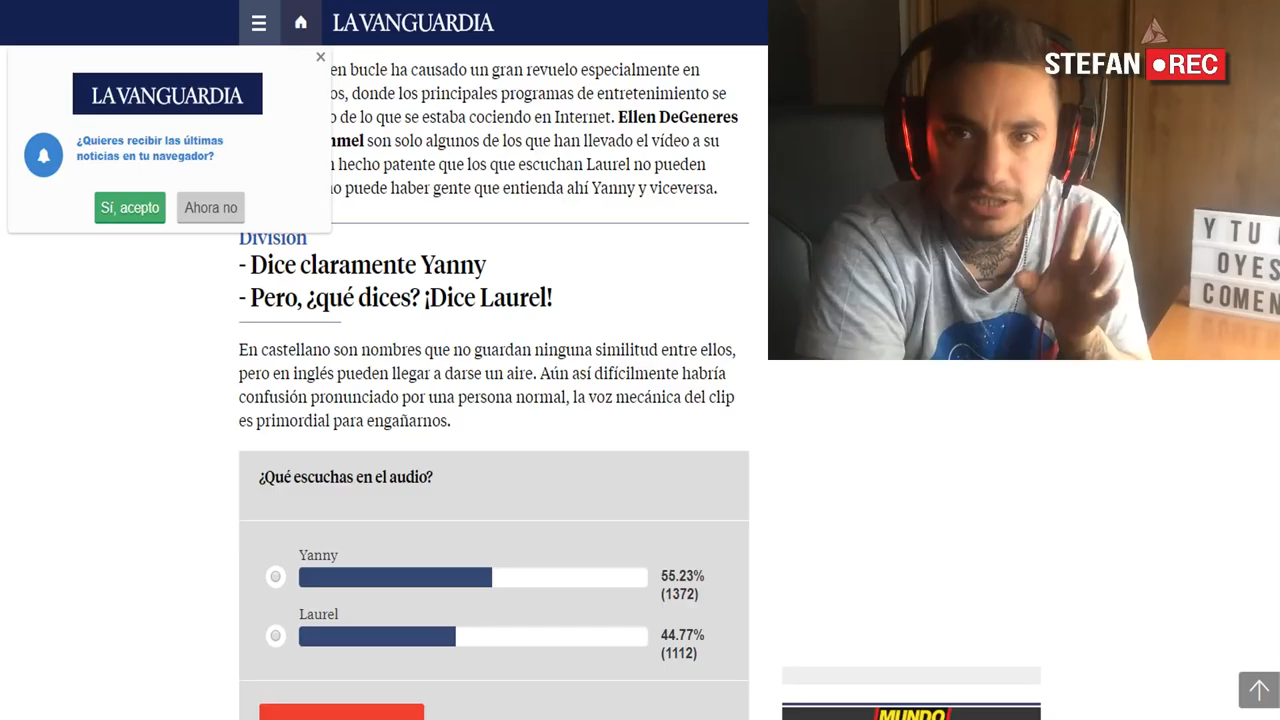 LA VANGUARDIA
×
LA VANGUARDIA
¿Quieres recibir las últimas
noticias en tu navegador?
Sí, acepto
Ahora no
en bucle ha causado un gran revuelo especialmente en
os, donde los principales programas de entretenimiento se
o de lo que se estaba cociendo en Internet. Ellen DeGeneres
mmel son solo algunos de los que han llevado el vídeo a su
n hecho patente que los que escuchan Laurel no pueden
no puede haber gente que entienda ahí Yanny y viceversa.
División
- Dice claramente Yanny
- Pero, ¿qué dices? ¡Dice Laurel!
En castellano son nombres que no guardan ninguna similitud entre ellos,
pero en inglés pueden llegar a darse un aire. Aún así difícilmente habría
confusión pronunciado por una persona normal, la voz mecánica del clip
es primordial para engañarnos.
¿Qué escuchas en el audio?
Yanny
55.23%
(1372)
Laurel
44.77%
(1112)
STEFAN REC
Y TU
OYES
COMEN
MUNDO